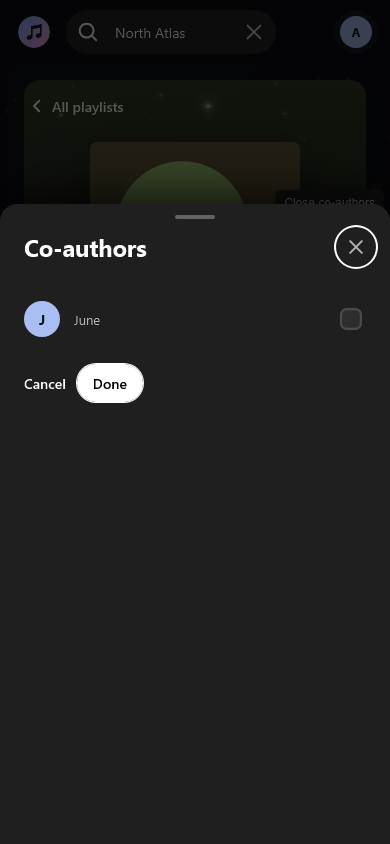 North Atlas
A
All playlists
Close co-authors
Co-authors
J
June
Cancel
Done